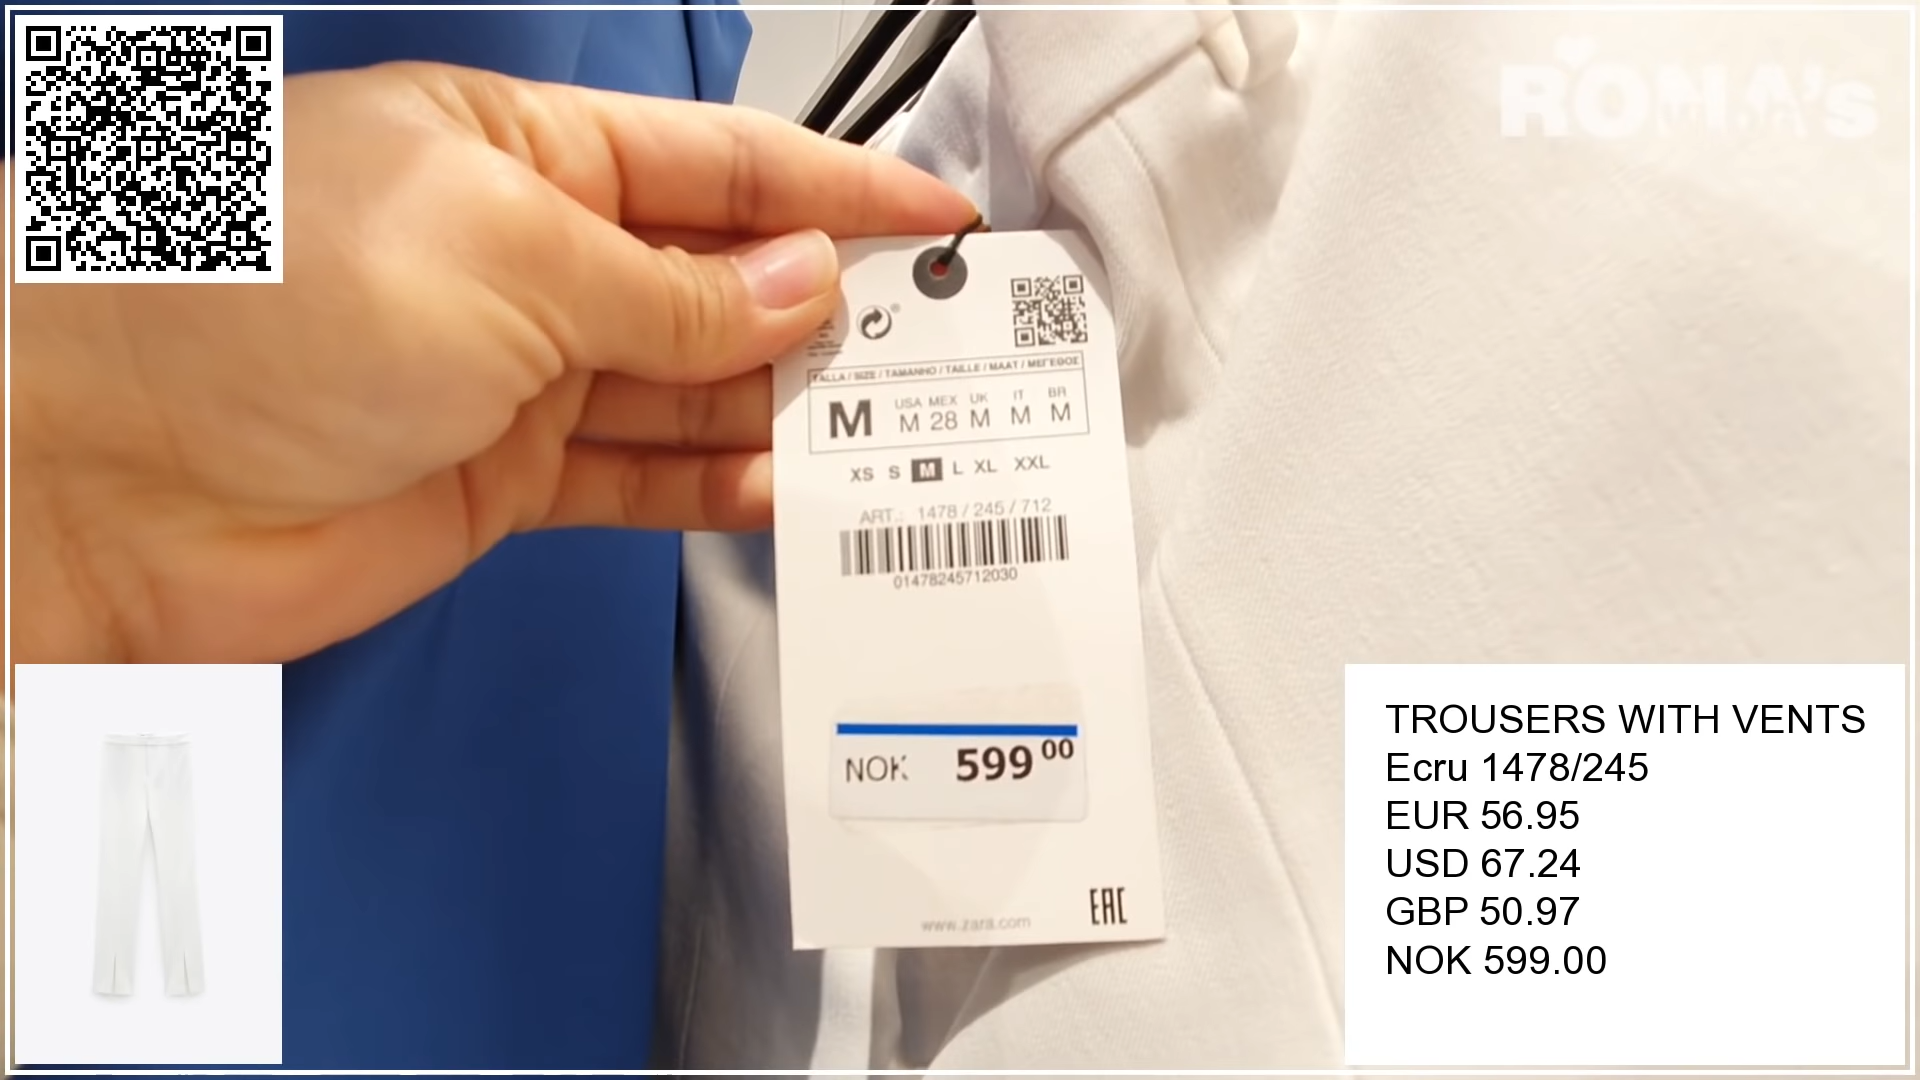 RONA's
TALLA / SIZE / TAMANHO / TAILLE / MAAT / ΜΕΓΕΘΟΣ
M
USA MEX UK IT BR
M 28 M M M
XS S M L XL XXL
ART.: 1478 / 245 / 712
01478245712030
NOK 599 00
www.zara.com
EAC
TROUSERS WITH VENTS
Ecru 1478/245
EUR 56.95
USD 67.24
GBP 50.97
NOK 599.00